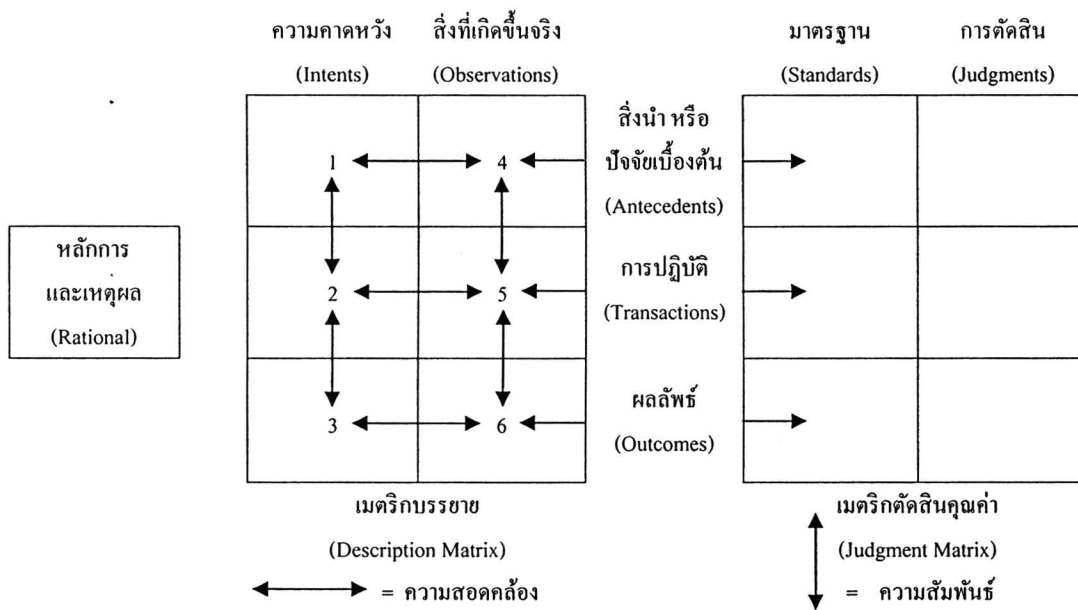 ความคาดหวัง สิ่งที่เกิดขึ้นจริง มาตรฐาน การตัดสิน
(Intents) (Observations) (Standards) (Judgments)
สิ่งนำ หรือ
1 4 ปัจจัยเบื้องต้น
(Antecedents)
หลักการ
และเหตุผล
(Rational)
การปฏิบัติ
2 5
(Transactions)
ผลลัพธ์
3 6
(Outcomes)
เมตริกบรรยาย เมตริกตัดสินคุณค่า
(Description Matrix) (Judgment Matrix)
= ความสอดคล้อง = ความสัมพันธ์